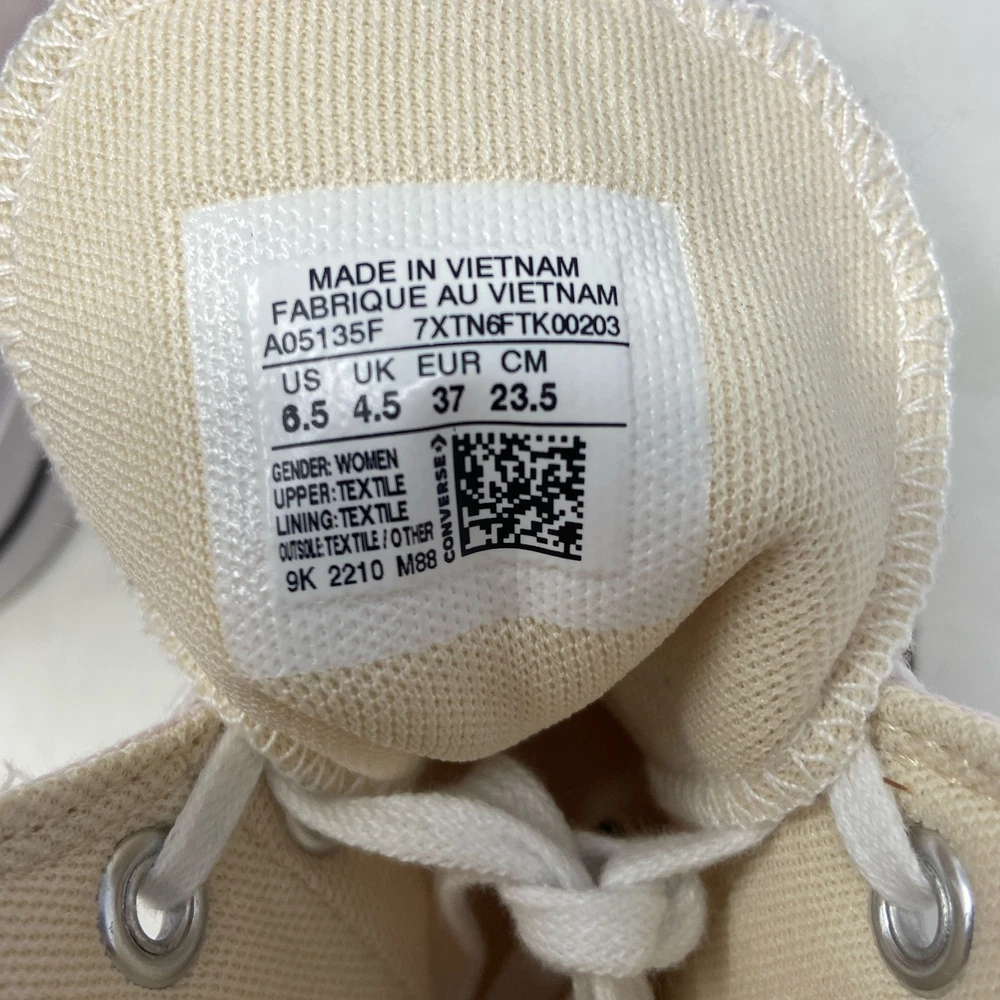 MADE IN VIETNAM
FABRIQUE AU VIETNAM
A05135F 7XTN6FTK00203
US UK EUR CM
6.5 4.5 37 23.5
GENDER: WOMEN
UPPER: TEXTILE
LINING: TEXTILE
OUTSOLE: TEXTILE / OTHER
9K 2210 M88
CONVERSE